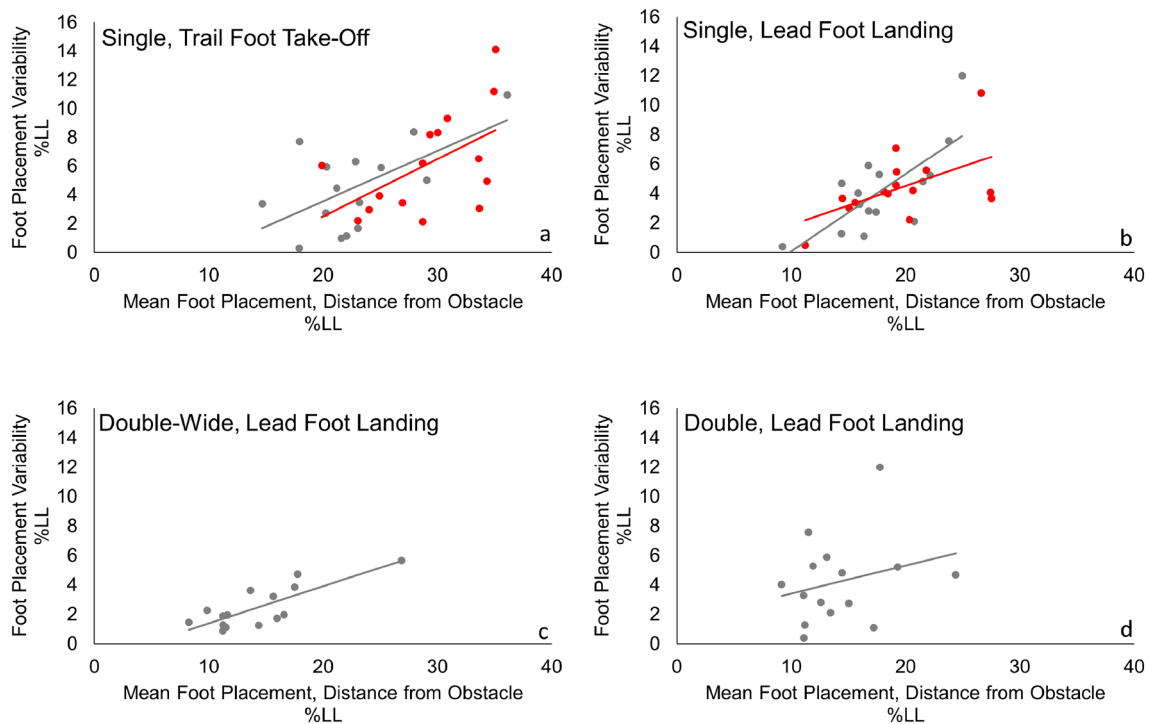 Single, Trail Foot Take-Off
Foot Placement Variability
%LL
16
14
12
10
8
6
4
2
0
0 10 20 30 40
a
Mean Foot Placement, Distance from Obstacle
%LL
Single, Lead Foot Landing
Foot Placement Variability
%LL
16
14
12
10
8
6
4
2
0
0 10 20 30 40
b
Mean Foot Placement, Distance from Obstacle
%LL
Double-Wide, Lead Foot Landing
Foot Placement Variability
%LL
16
14
12
10
8
6
4
2
0
0 10 20 30 40
c
Mean Foot Placement, Distance from Obstacle
%LL
Double, Lead Foot Landing
Foot Placement Variability
%LL
16
14
12
10
8
6
4
2
0
0 10 20 30 40
d
Mean Foot Placement, Distance from Obstacle
%LL